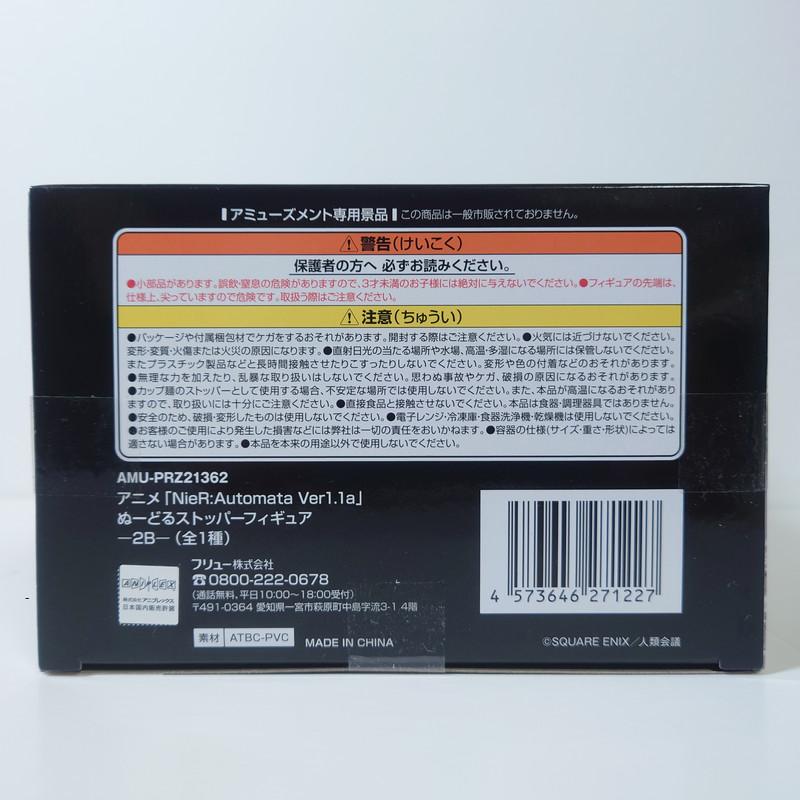 アミューズメント専用景品 この商品は一般市販されておりません。
警告(けいこく)
保護者の方へ 必ずお読みください。
●小部品があります。誤飲・窒息の危険がありますので、3才未満のお子様には絶対に与えないでください。●フィギュアの先端は、
仕様上、尖っていますので危険です。取扱う際はご注意ください。
注意(ちゅうい)
●パッケージや付属梱包材でケガをするおそれがあります。開封する際はご注意ください。●火気には近づけないでください。
変形・変質・火傷または火災の原因になります。●直射日光の当たる場所や水場、高温・多湿になる場所には保管しないでください。
またプラスチック製品などと長時間接触させたりこすったりしないでください。変形や色の付着などのおそれがあります。
●無理な力を加えたり、乱暴な取り扱いはしないでください。思わぬ事故やケガ、破損の原因になるおそれがあります。
●カップ麺のストッパーとして使用する場合、不安定な場所では使用しないでください。また、本品が高温になるおそれがあり
ますので、取り扱いには十分にご注意ください。●直接食品と接触しないでください。本品は食器・調理器具ではありません。
●安全のため、破損・変形したものは使用しないでください。●電子レンジ・冷凍庫・食器洗浄機・乾燥機は使用しないでください。
●お客様のご使用により発生した損害などには弊社は一切の責任をおいかねます。●容器の仕様(サイズ・重さ・形状)によっては
適さない場合があります。●本品を本来の用途以外で使用しないでください。
AMU-PRZ21362
アニメ「NieR:Automata Ver1.1a」
ぬーどるストッパーフィギュア
—2B—(全1種)
フリュー株式会社
☎0800-222-0678
(通話無料、平日10:00〜18:00受付)
〒491-0364 愛知県一宮市萩原町中島字流3-1 4階
ANIPLEX
株式会社アニプレックス
日本国内販売許諾
素材 ATBC-PVC MADE IN CHINA
4 573646 271227
©SQUARE ENIX／人類会議